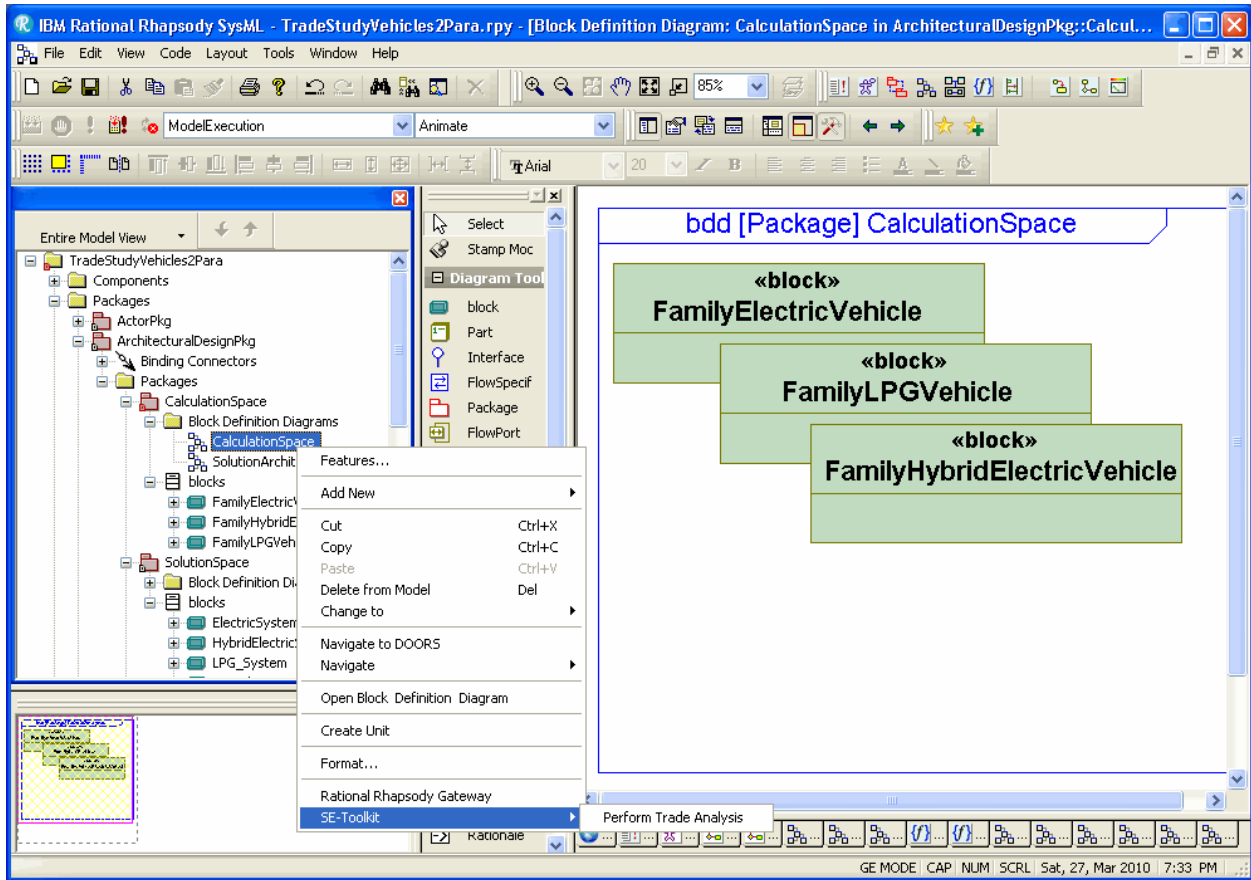 IBM Rational Rhapsody SysML - TradeStudyVehicles2Para.rpy - [Block Definition Diagram: CalculationSpace in ArchitecturalDesignPkg::Calcul...
File Edit View Code Layout Tools Window Help
85%
ModelExecution Animate
Arial 20
Entire Model View
TradeStudyVehicles2Para
Components
Packages
ActorPkg
ArchitecturalDesignPkg
Binding Connectors
Packages
CalculationSpace
Block Definition Diagrams
CalculationSpace
SolutionArchit
blocks
FamilyElectricV
FamilyHybridE
FamilyLPGVeh
SolutionSpace
Block Definition Di
blocks
ElectricSystem
HybridElectric
LPG_System
Select
Stamp Moc
Diagram Tool
block
Part
Interface
FlowSpecif
Package
FlowPort
Rationale
Features...
Add New
Cut Ctrl+X
Copy Ctrl+C
Paste Ctrl+V
Delete from Model Del
Change to
Navigate to DOORS
Navigate
Open Block Definition Diagram
Create Unit
Format...
Rational Rhapsody Gateway
SE-Toolkit
Perform Trade Analysis
bdd [Package] CalculationSpace
«block»
FamilyElectricVehicle
«block»
FamilyLPGVehicle
«block»
FamilyHybridElectricVehicle
GE MODE CAP NUM SCRL Sat, 27, Mar 2010 7:33 PM